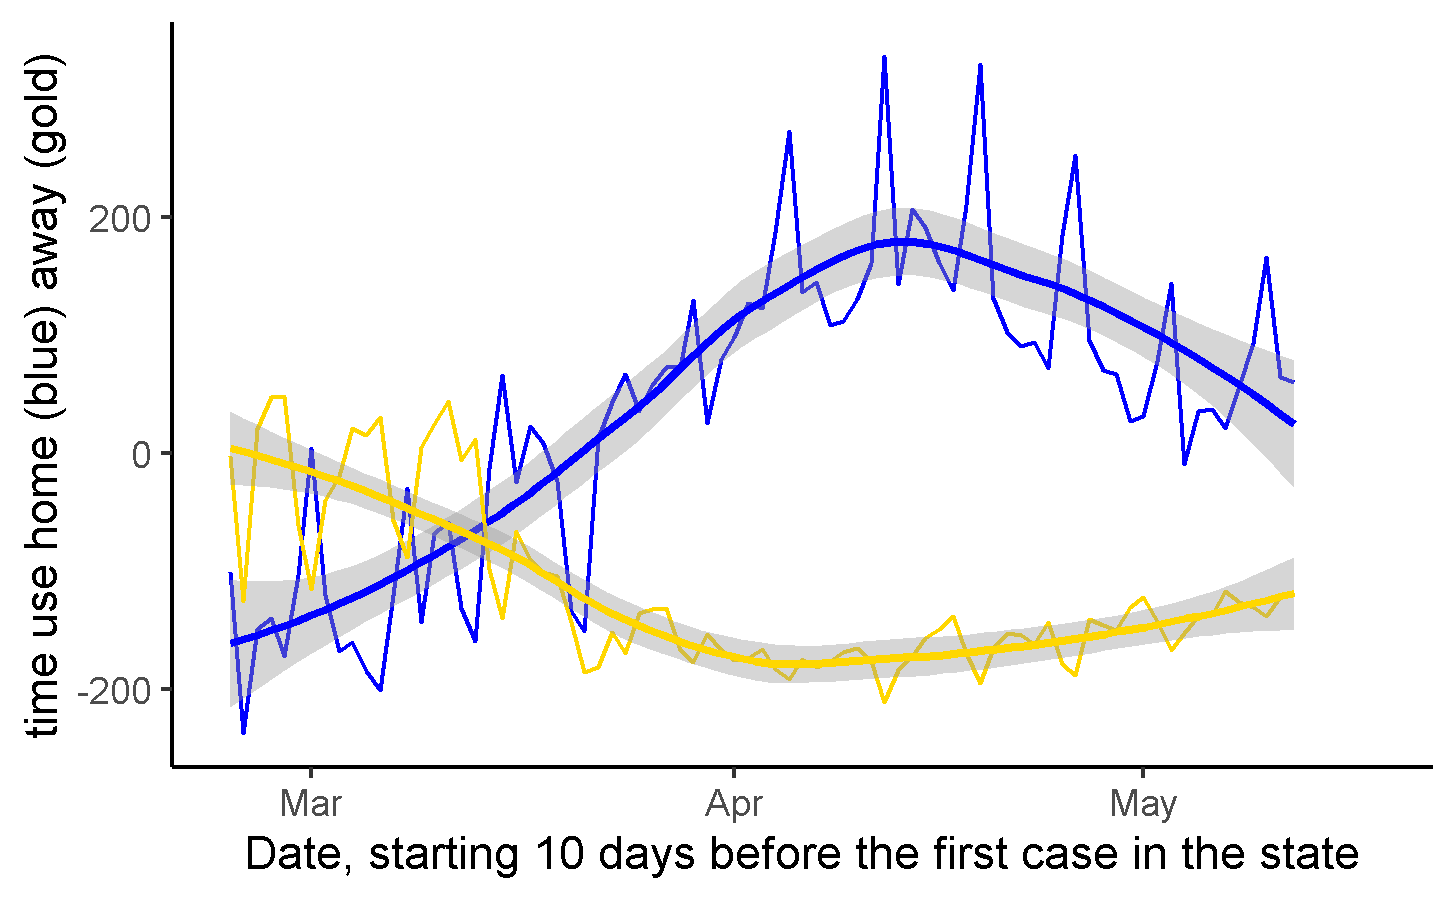 time use home (blue) away (gold)
200
0
-200
Mar Apr May
Date, starting 10 days before the first case in the state